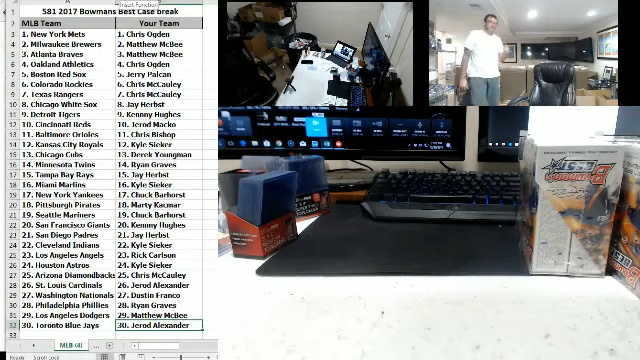 Insert Function
A
581 2017 Bowmans Best Case break
MLB Team Your Team
1. New York Mets 1. Chris Ogden
2. Milwaukee Brewers 2. Matthew McBee
3. Atlanta Braves 3. Matthew McBee
4. Oakland Athletics 4. Chris Ogden
5. Boston Red Sox 5. Jerry Palcan
6. Colorado Rockies 6. Chris McCauley
7. Texas Rangers 7. Chris McCauley
8. Chicago White Sox 8. Jay Herbst
9. Detroit Tigers 9. Kennny Hughes
10. Cincinnati Reds 10. Jerod Macko
11. Baltimore Orioles 11. Chris Bishop
12. Kansas City Royals 12. Kyle Sieker
13. Chicago Cubs 13. Derek Youngman
14. Minnesota Twins 14. Ryan Graves
15. Tampa Bay Rays 15. Jay Herbst
16. Miami Marlins 16. Kyle Sieker
17. New York Yankees 17. Chuck Barhorst
18. Pittsburgh Pirates 18. Marty Kacmar
19. Seattle Mariners 19. Chuck Barhorst
20. San Francisco Giants 20. Kennny Hughes
21. San Diego Padres 21. Jay Herbst
22. Cleveland Indians 22. Kyle Sieker
23. Los Angeles Angels 23. Rick Carlson
24. Houston Astros 24. Kyle Sieker
25. Arizona Diamondbacks 25. Chris McCauley
26. St. Louis Cardinals 26. Jerod Alexander
27. Washington Nationals 27. Dustin Franco
28. Philadelphia Phillies 28. Ryan Graves
29. Los Angeles Dodgers 29. Matthew McBee
30. Toronto Blue Jays 30. Jerod Alexander
MLB (4)
Ready Scroll Lock